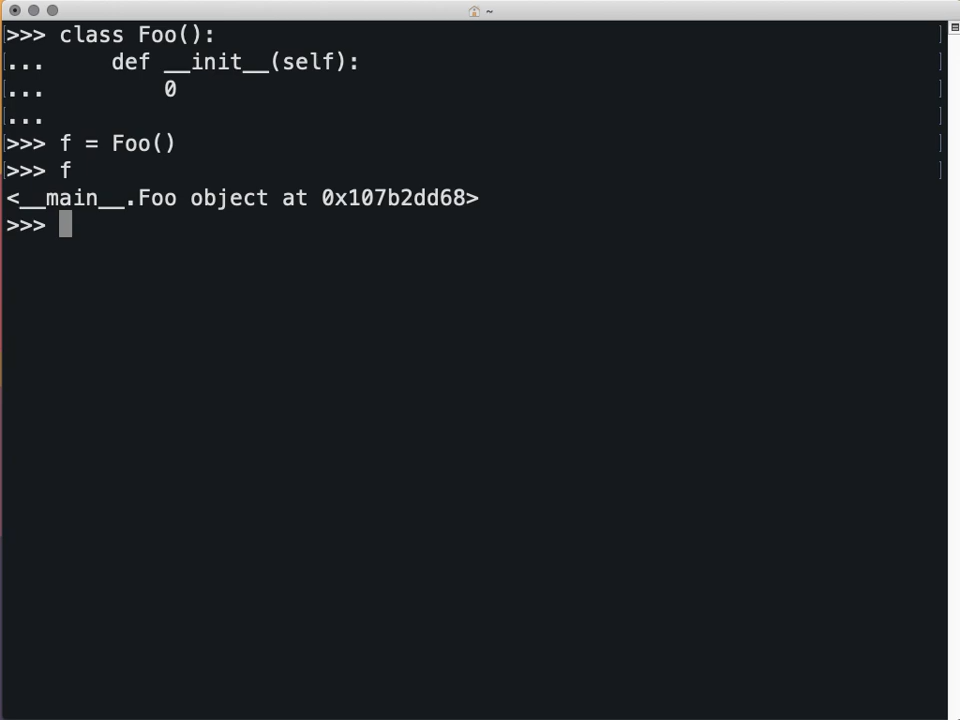 ~
>>> class Foo():
...     def __init__(self):
...         0
...
>>> f = Foo()
>>> f
<__main__.Foo object at 0x107b2dd68>
>>>